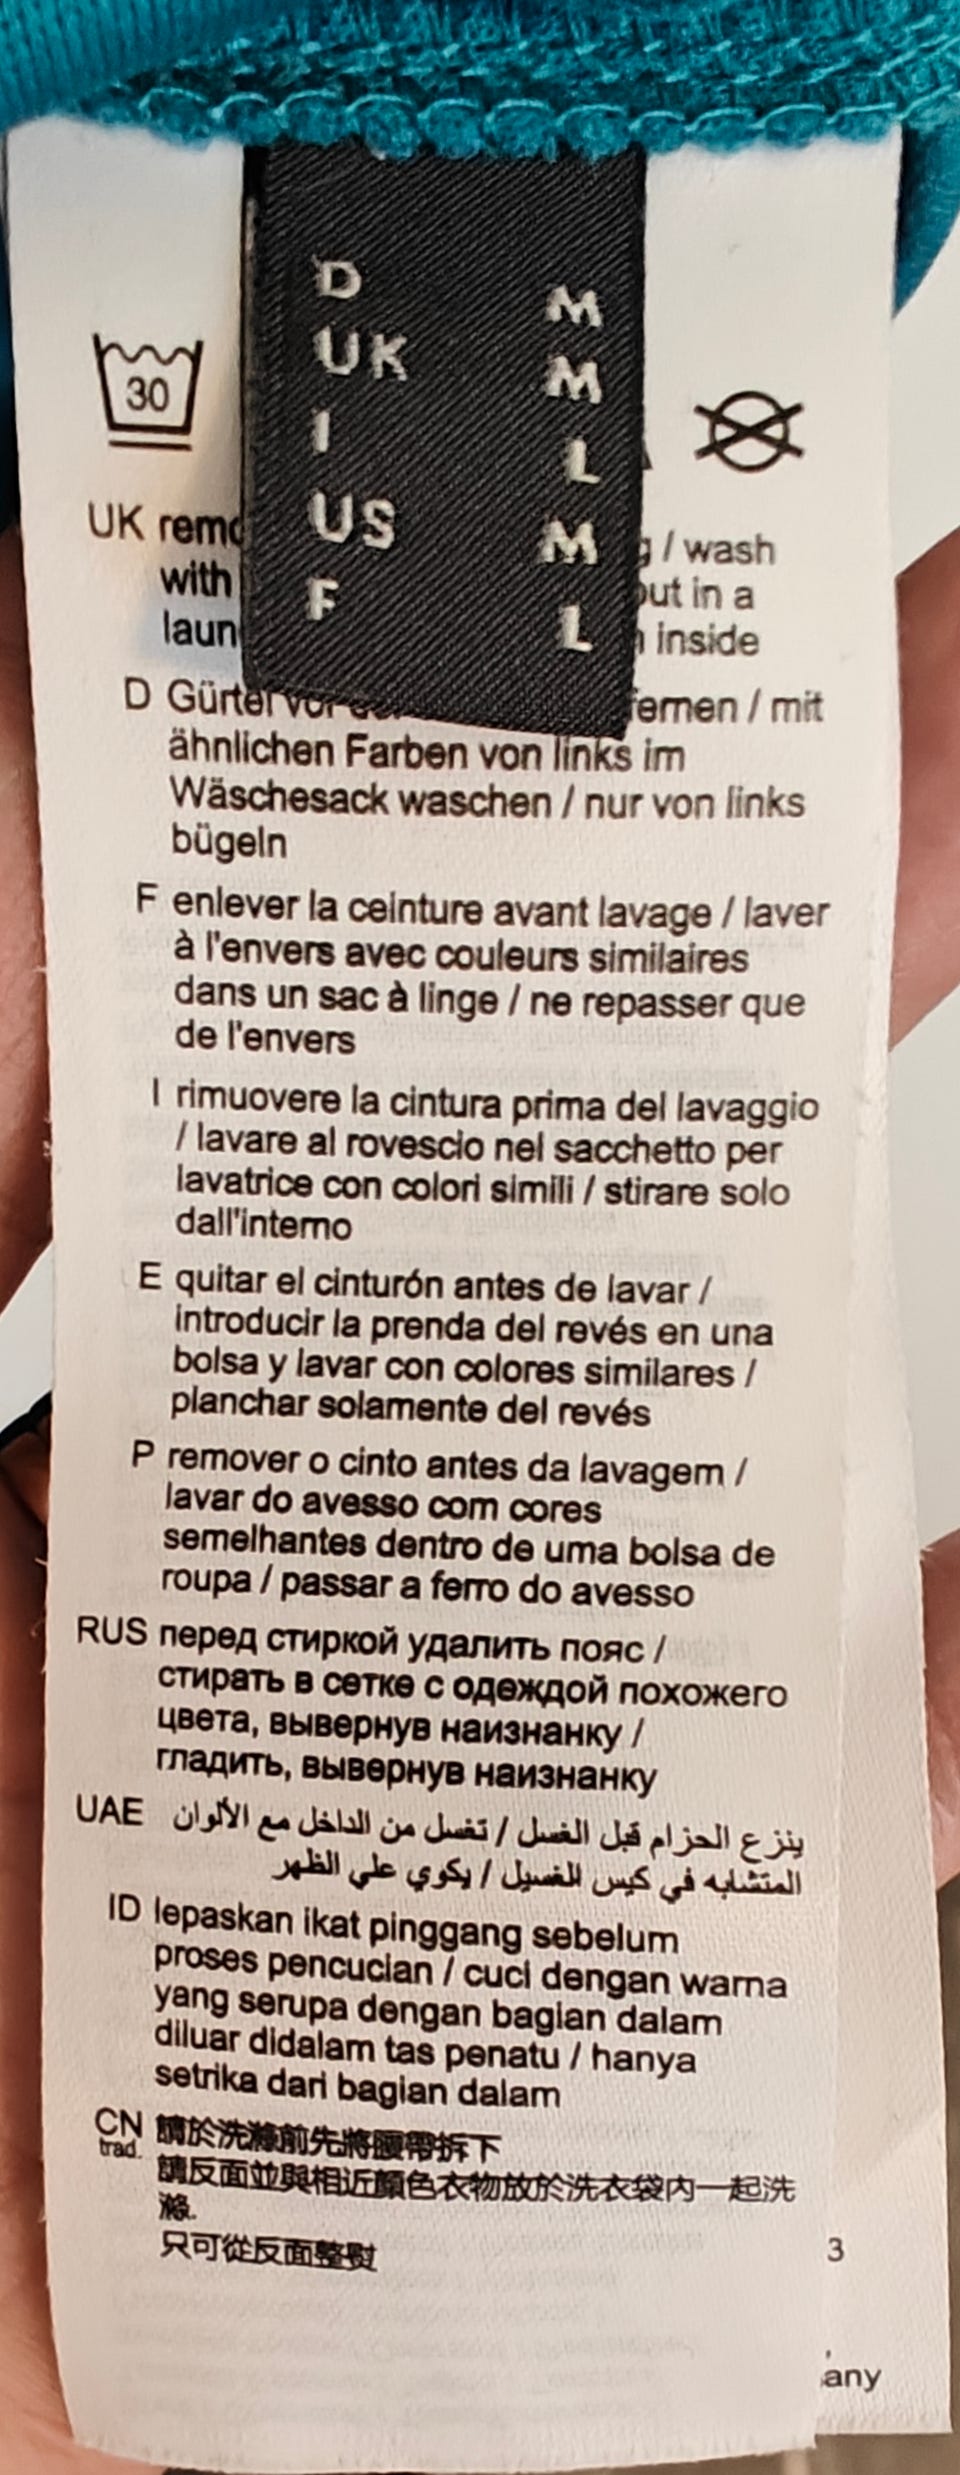 D M
UK M
I L
US M
F L
30
UK / wash
with in a
inside
D Gürtel / mit
ähnlichen Farben von links im
Wäschesack waschen / nur von links
bügeln
F enlever la ceinture avant lavage / laver
à l'envers avec couleurs similaires
dans un sac à linge / ne repasser que
de l'envers
I rimuovere la cintura prima del lavaggio
/ lavare al rovescio nel sacchetto per
lavatrice con colori simili / stirare solo
dall'interno
E quitar el cinturón antes de lavar /
introducir la prenda del revés en una
bolsa y lavar con colores similares /
planchar solamente del revés
P remover o cinto antes da lavagem /
lavar do avesso com cores
semelhantes dentro de uma bolsa de
roupa / passar a ferro do avesso
RUS перед стиркой удалить пояс /
стирать в сетке с одеждой похожего
цвета, вывернув наизнанку /
гладить, вывернув наизнанку
UAE ينزع الحزام قبل الغسل / تغسل من الداخل مع الألوان
المتشابه في كيس الغسيل / يكوي علي الظهر
ID lepaskan ikat pinggang sebelum
proses pencucian / cuci dengan warna
yang serupa dengan bagian dalam
diluar didalam tas penatu / hanya
setrika dari bagian dalam
CN trad. 請於洗滌前先將腰帶拆下
請反面並與相近顏色衣物放於洗衣袋內一起洗
滌.
只可從反面整熨
3